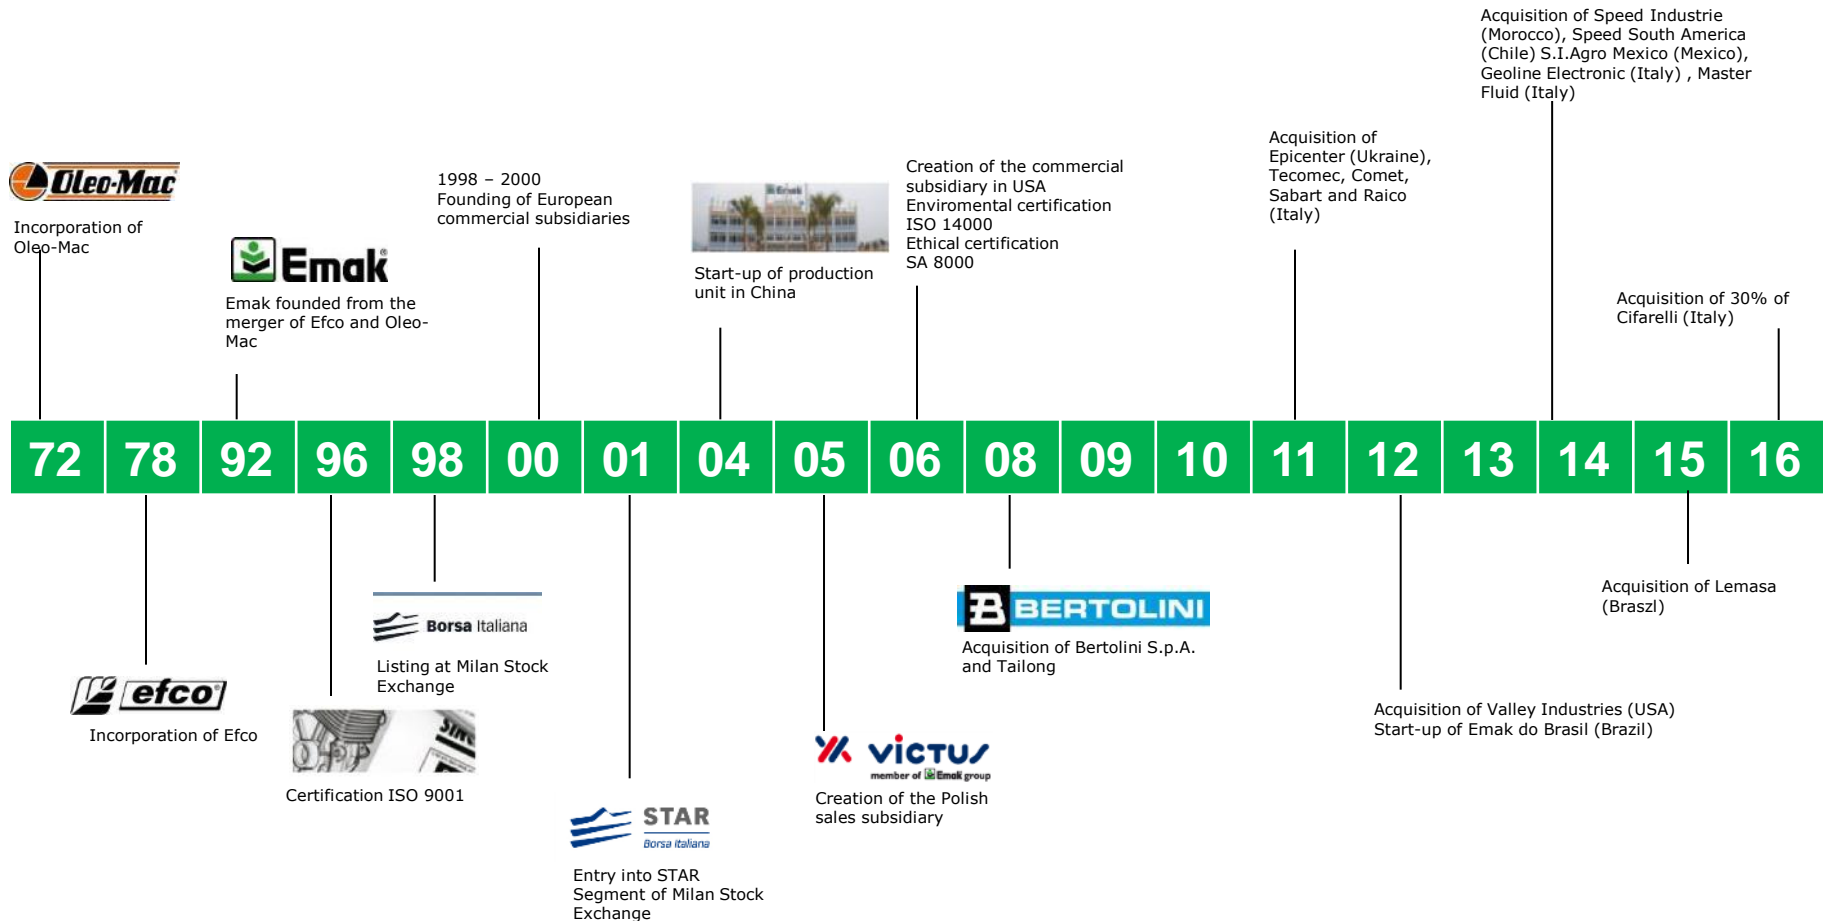 Acquisition of Speed Industrie
(Morocco), Speed South America
(Chile) S.I.Agro Mexico (Mexico),
Geoline Electronic (Italy) , Master
Fluid (Italy)
Oleo-Mac
Incorporation of
Oleo-Mac
Emak
Emak founded from the
merger of Efco and Oleo-
Mac
1998 – 2000
Founding of European
commercial subsidiaries
Emak
Start-up of production
unit in China
Creation of the commercial
subsidiary in USA
Enviromental certification
ISO 14000
Ethical certification
SA 8000
Acquisition of
Epicenter (Ukraine),
Tecomec, Comet,
Sabart and Raico
(Italy)
Acquisition of 30% of
Cifarelli (Italy)
72 78 92 96 98 00 01 04 05 06 08 09 10 11 12 13 14 15 16
efco
Incorporation of Efco
Certification ISO 9001
Borsa Italiana
Listing at Milan Stock
Exchange
STAR
Borsa Italiana
Entry into STAR
Segment of Milan Stock
Exchange
VICTUS
member of Emak group
Creation of the Polish
sales subsidiary
B BERTOLINI
Acquisition of Bertolini S.p.A.
and Tailong
Acquisition of Valley Industries (USA)
Start-up of Emak do Brasil (Brazil)
Acquisition of Lemasa
(Braszl)